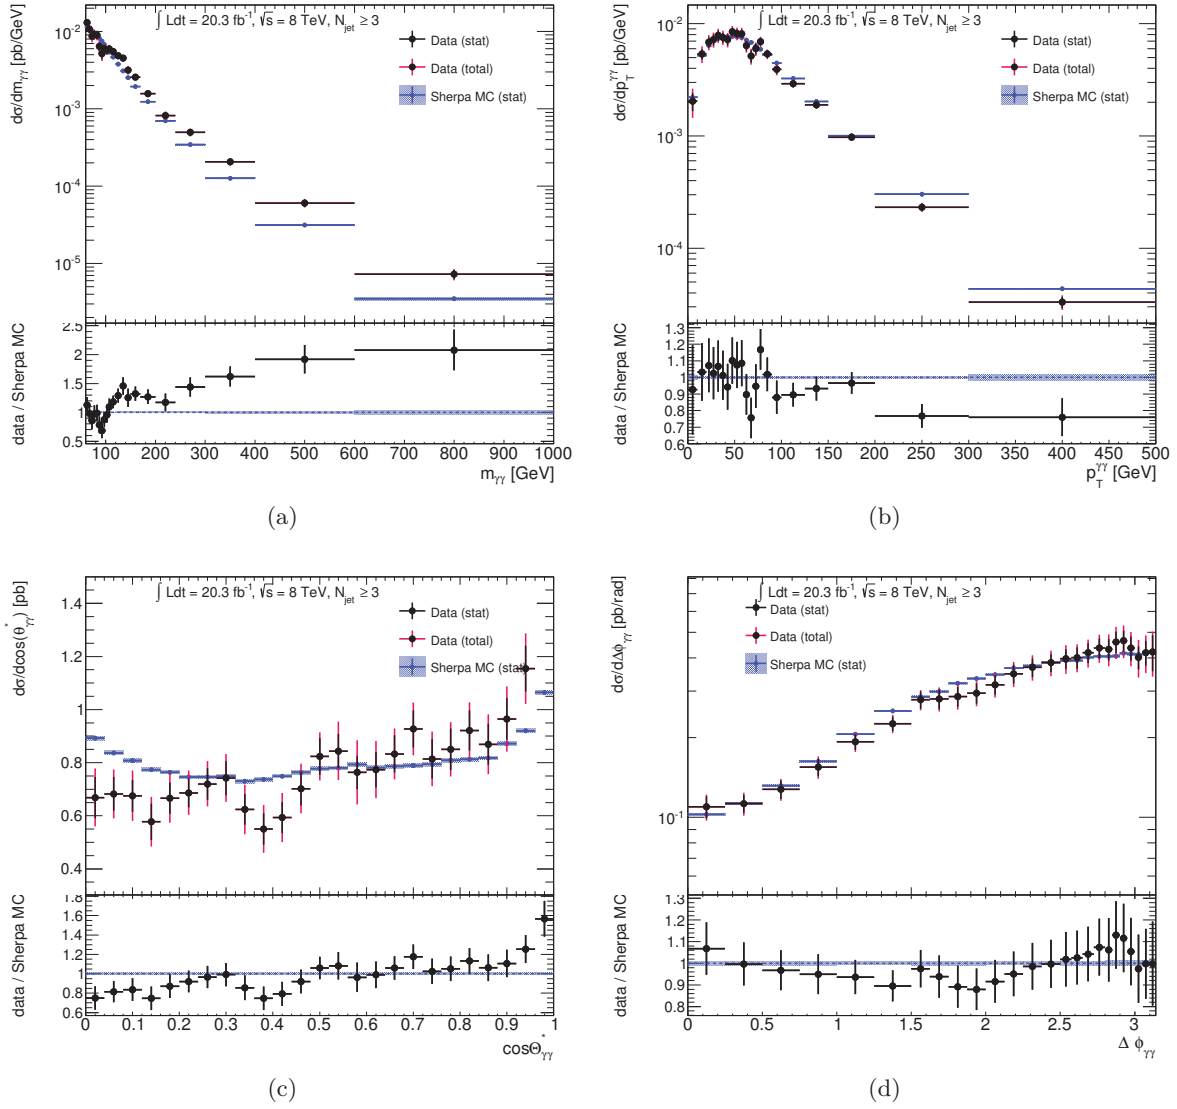 ∫ Ldt = 20.3 fb⁻¹, √s = 8 TeV, N_jet ≥ 3
dσ/dm_γγ [pb/GeV]
Data (stat)
Data (total)
Sherpa MC (stat)
10⁻²
10⁻³
10⁻⁴
10⁻⁵
data / Sherpa MC
2.5
2
1.5
1
0.5
100 200 300 400 500 600 700 800 900 1000
m_γγ [GeV]
(a)
∫ Ldt = 20.3 fb⁻¹, √s = 8 TeV, N_jet ≥ 3
dσ/dp_T^γγ [pb/GeV]
Data (stat)
Data (total)
Sherpa MC (stat)
10⁻²
10⁻³
10⁻⁴
data / Sherpa MC
1.3
1.2
1.1
1
0.9
0.8
0.7
0.6
0 50 100 150 200 250 300 350 400 450 500
p_T^γγ [GeV]
(b)
∫ Ldt = 20.3 fb⁻¹, √s = 8 TeV, N_jet ≥ 3
dσ/dcos(θ*_γγ) [pb]
Data (stat)
Data (total)
Sherpa MC (stat)
1.4
1.2
1
0.8
0.6
0.4
data / Sherpa MC
1.8
1.6
1.4
1.2
1
0.8
0.6
0 0.1 0.2 0.3 0.4 0.5 0.6 0.7 0.8 0.9 1
cosΘ*_γγ
(c)
∫ Ldt = 20.3 fb⁻¹, √s = 8 TeV, N_jet ≥ 3
dσ/dΔϕ_γγ [pb/rad]
Data (stat)
Data (total)
Sherpa MC (stat)
10⁻¹
data / Sherpa MC
1.3
1.2
1.1
1
0.9
0.8
0 0.5 1 1.5 2 2.5 3
Δ ϕ_γγ
(d)